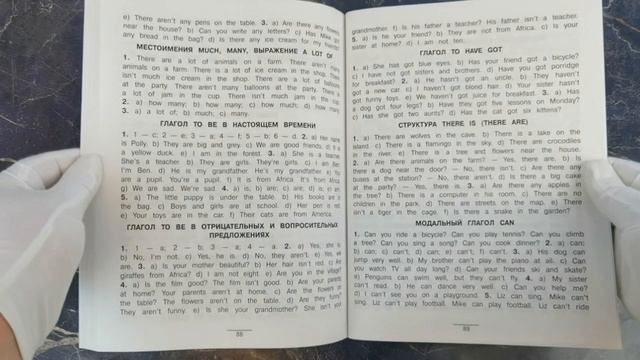 e) There aren't any pens on the table. 3. a) Are there any flowers
near the house? b) Can you write any letters? c) Has Mike got
any bread in the bag? d) Is there any ice cream for my friends?
МЕСТОИМЕНИЯ MUCH, MANY, ВЫРАЖЕНИЕ A LOT OF
1. There are a lot of animals on a farm. There aren't many
animals on a farm. There is a lot of ice cream in the shop. There
isn't much ice cream in the shop. There are a lot of balloons
at the party. There aren't many balloons at the party. There is
a lot of jam in the cup. There isn't much jam in the cup.
2. a) how many; b) how many; c) how much; d) how many.
3. a) a lot of; b) much; c) many.
ГЛАГОЛ TO BE В НАСТОЯЩЕМ ВРЕМЕНИ
1. 1 — c; 2 — e; 3 — a; 4 — f; 5 — b; 6 — d. 2. a) Her name
is Polly. b) They are big and grey. c) We are good friends. d) It is
a yellow duck. e) I am in the forest. 3. a) She is a teacher.
She's a teacher. b) They are girls. They're girls. c) I am Ben.
I'm Ben. d) He is my grandfather. He's my grandfather. e) You
are a pupil. You're a pupil. f) It is from Africa. It's from Africa.
g) We are sad. We're sad. 4. a) is; b) are; c) are; d) is; e) am.
5. a) The little puppy is under the table. b) His books are in
the bag. c) Boys and girls are at school. d) Her pen is red.
e) Your toys are in the car. f) Their cats are from America.
ГЛАГОЛ TO BE В ОТРИЦАТЕЛЬНЫХ И ВОПРОСИТЕЛЬНЫХ
ПРЕДЛОЖЕНИЯХ
1. 1 — a; 2 — b; 3 — a; 4 — a. 2. a) Yes, she is.
b) No, I'm not. c) Yes, he is. d) No, they aren't. e) Yes, we
are. 3. a) Is your mother beautiful? b) Her hair isn't red. c) Are
giraffes from Africa? d) I am not eight. e) Are you in the village?
4. a) Is the film good? The film isn't good. b) Are your parents
at home? Your parents aren't at home. c) Are the flowers on
the table? The flowers aren't on the table. d) Are they funny?
They aren't funny. e) Is she your grandmother? She isn't your
88
grandmother. f) Is his father a teacher? His father isn't a teacher.
5. a) Is he your friend? b) They are not from Africa. c) Is your
sister at home? d) I am not ten.
ГЛАГОЛ TO HAVE GOT
1. a) She has got blue eyes. b) Has your friend got a bicycle?
c) I have not got sisters and brothers. d) Have you got porridge
for breakfast? 2. a) He hasn't got an uncle. b) They haven't
got a new car. c) I haven't got blond hair. d) Your sister hasn't
got funny toys. e) We haven't got juice for breakfast. 3. a) Has
a dog got four legs? b) Have they got five lessons on Monday?
c) Has she got two aunts? d) Has the cat got six kittens?
СТРУКТУРА THERE IS (THERE ARE)
1. a) There are wolves in the cave. b) There is a lake on the
island. c) There is a flamingo in the sky. d) There are crocodiles
in the river. e) There is a tree and flowers near the house.
2. a) Are there animals on the farm? — Yes, there are. b) Is
there a dog near the door? — No, there isn't. c) Are there any
buses at the station? — No, there aren't. d) Is there a big cake
at the party? — Yes, there is. 3. a) Are there any apples in
the tree? b) There is a computer in his room. c) There are no
children in the park. d) There are streets on the map. e) There
isn't a tiger in the cage. f) Is there a snake in the garden?
МОДАЛЬНЫЙ ГЛАГОЛ CAN
1. Can you ride a bicycle? Can you play tennis? Can you climb
a tree? Can you sing a song? Can you cook dinner? 2. a) can;
b) can; c) can't; d) can; e) can't; f) can't. 3. a) His dog can
jump very well. b) My brother can't play the piano at all. c) Can
you watch TV all day long? d) Can your friends ski and skate?
e) Penguins can swim well, but they can't fly. 4. a) My sister
can't read. b) He can dance very well. c) Can you help me?
d) I can't see you on a playground. 5. Liz can sing. Mike can't
sing. Liz can't play football. Mike can play football. Liz can't ride
89